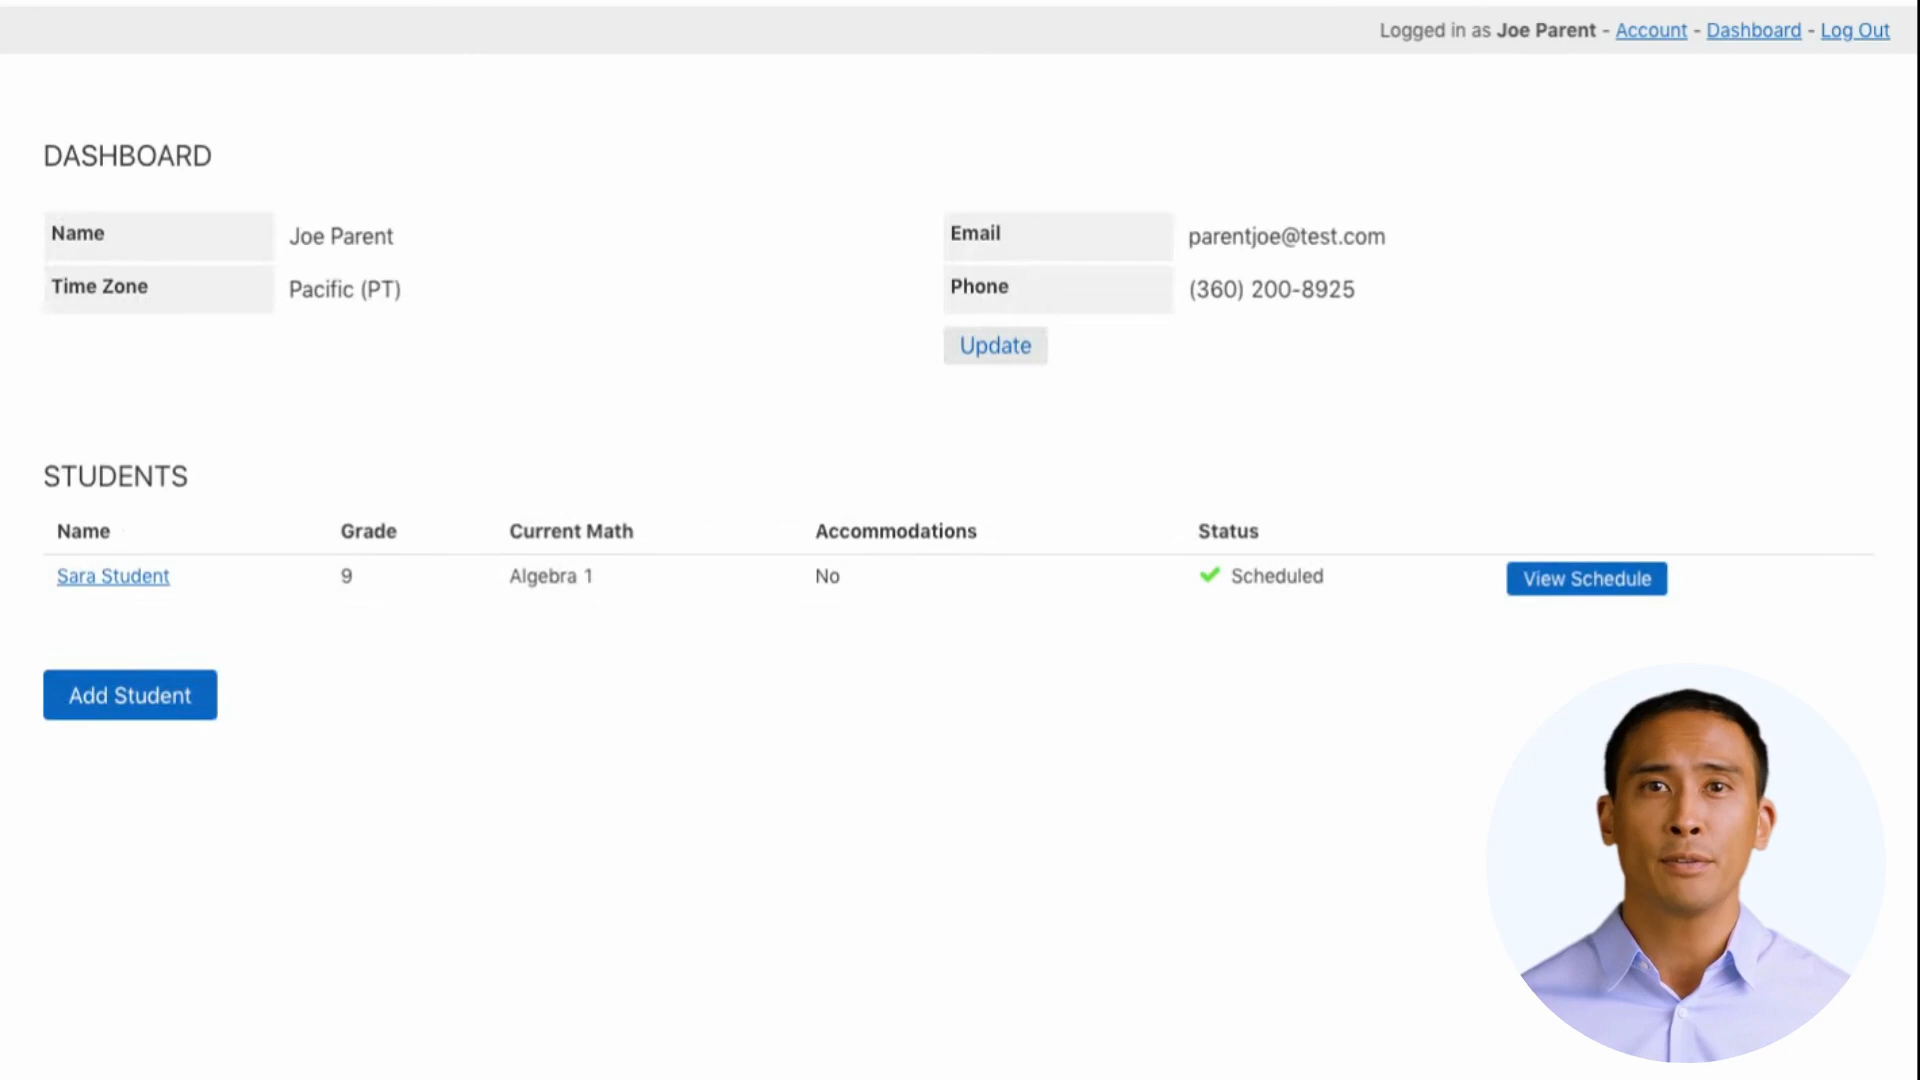 Logged in as Joe Parent - Account - Dashboard - Log Out
DASHBOARD
Name Joe Parent Email parentjoe@test.com
Time Zone Pacific (PT) Phone (360) 200-8925
Update
STUDENTS
Name Grade Current Math Accommodations Status
Sara Student 9 Algebra 1 No Scheduled View Schedule
Add Student